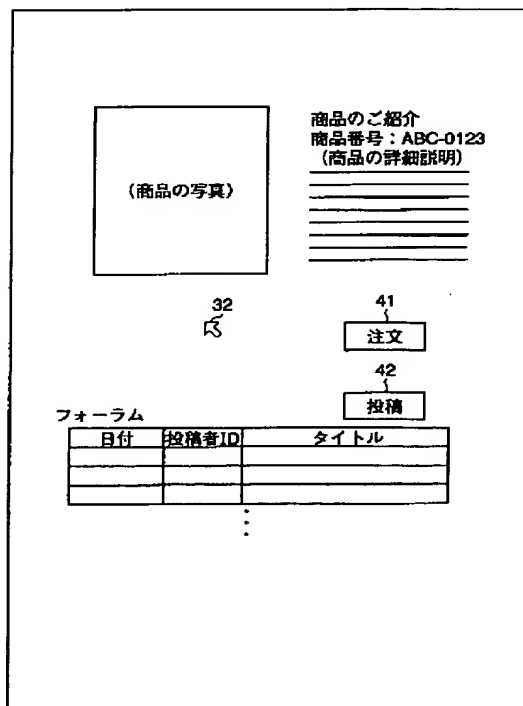 商品のご紹介
商品番号:ABC-0123
(商品の詳細説明)
(商品の写真)
32
41
注文
42
投稿
フォーラム
日付 投稿者ID タイトル